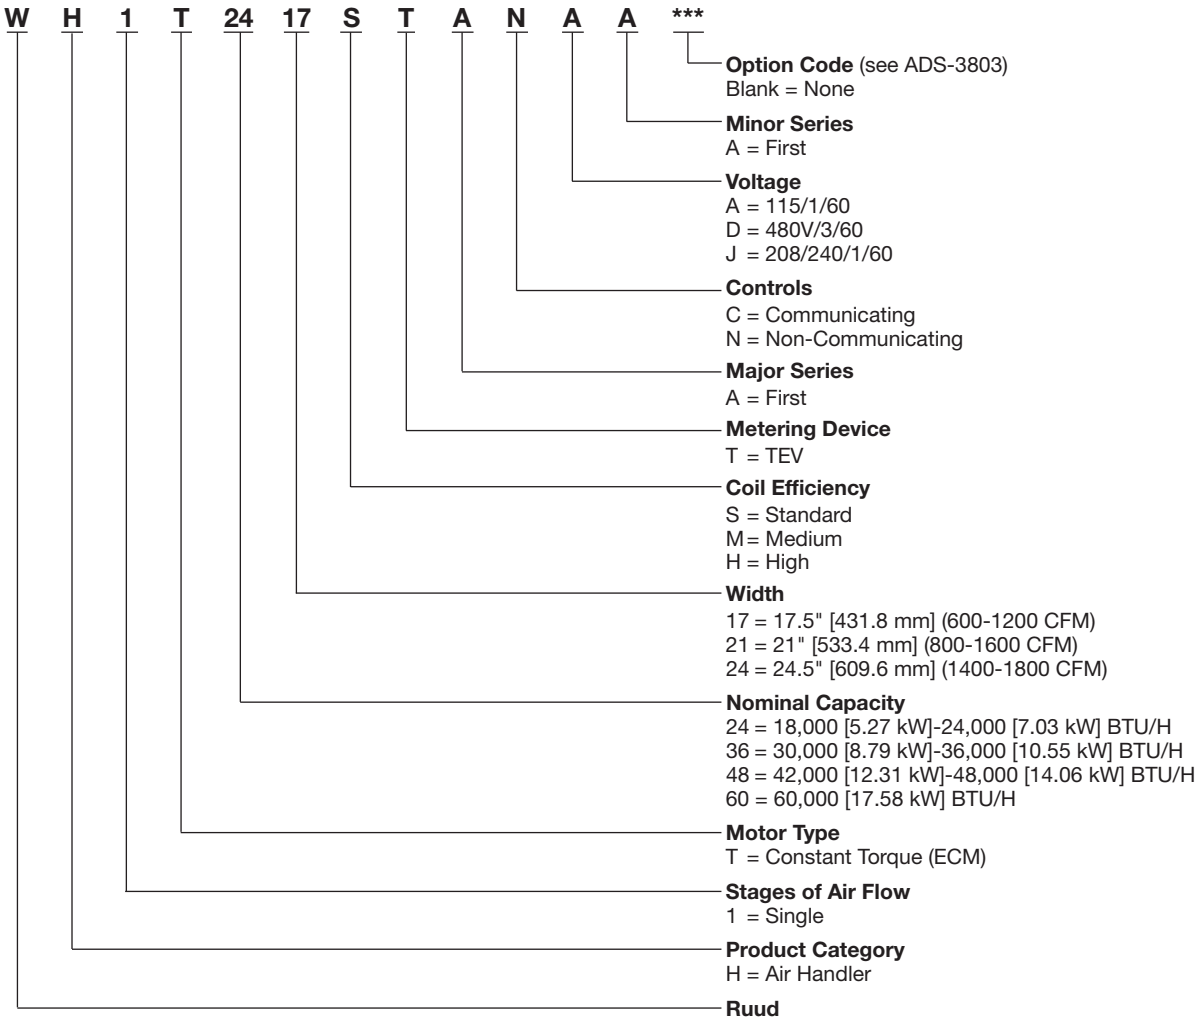 W H 1 T 24 17 S T A N A A ***
Option Code (see ADS-3803)
Blank = None
Minor Series
A = First
Voltage
A = 115/1/60
D = 480V/3/60
J = 208/240/1/60
Controls
C = Communicating
N = Non-Communicating
Major Series
A = First
Metering Device
T = TEV
Coil Efficiency
S = Standard
M = Medium
H = High
Width
17 = 17.5" [431.8 mm] (600-1200 CFM)
21 = 21" [533.4 mm] (800-1600 CFM)
24 = 24.5" [609.6 mm] (1400-1800 CFM)
Nominal Capacity
24 = 18,000 [5.27 kW]-24,000 [7.03 kW] BTU/H
36 = 30,000 [8.79 kW]-36,000 [10.55 kW] BTU/H
48 = 42,000 [12.31 kW]-48,000 [14.06 kW] BTU/H
60 = 60,000 [17.58 kW] BTU/H
Motor Type
T = Constant Torque (ECM)
Stages of Air Flow
1 = Single
Product Category
H = Air Handler
Ruud